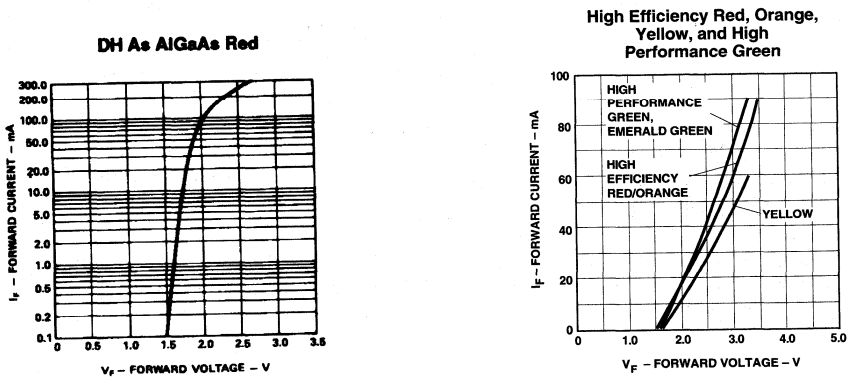 DH As AlGaAs Red
I_F – FORWARD CURRENT – mA
300.0
200.0
100.0
50.0
20.0
10.0
5.0
2.0
1.0
0.5
0.2
0.1
0 0.5 1.0 1.5 2.0 2.5 3.0 3.5
V_F – FORWARD VOLTAGE – V
High Efficiency Red, Orange,
Yellow, and High
Performance Green
I_F – FORWARD CURRENT – mA
100
80
60
40
20
0
HIGH
PERFORMANCE
GREEN,
EMERALD GREEN
HIGH
EFFICIENCY
RED/ORANGE
YELLOW
0 1.0 2.0 3.0 4.0 5.0
V_F – FORWARD VOLTAGE – V